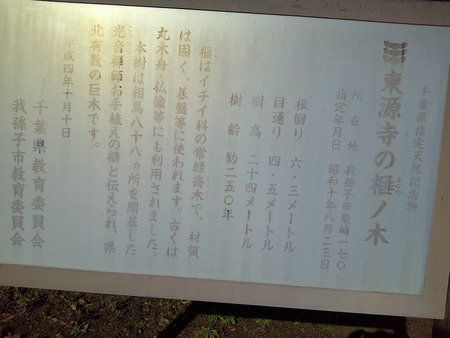 千葉県指定天然記念物
東源寺の榧ノ木
所在地 我孫子市柴崎一七〇
指定年月日 昭和十年八月二三日
根回り 六・三メートル
目通り 四・五メートル
樹高 二十四メートル
樹齢 約二五〇年
榧はイチイ科の常緑喬木で、材質
は固く、基盤等に使われます。古くは
丸木舟・仏像等にも利用されました。
本樹は相馬八十八ヵ所を開基した
光音禅師お手植えの榧と伝えられ、県
北有数の巨木です。
平成四年十月十日
千葉県教育委員会
我孫子市教育委員会